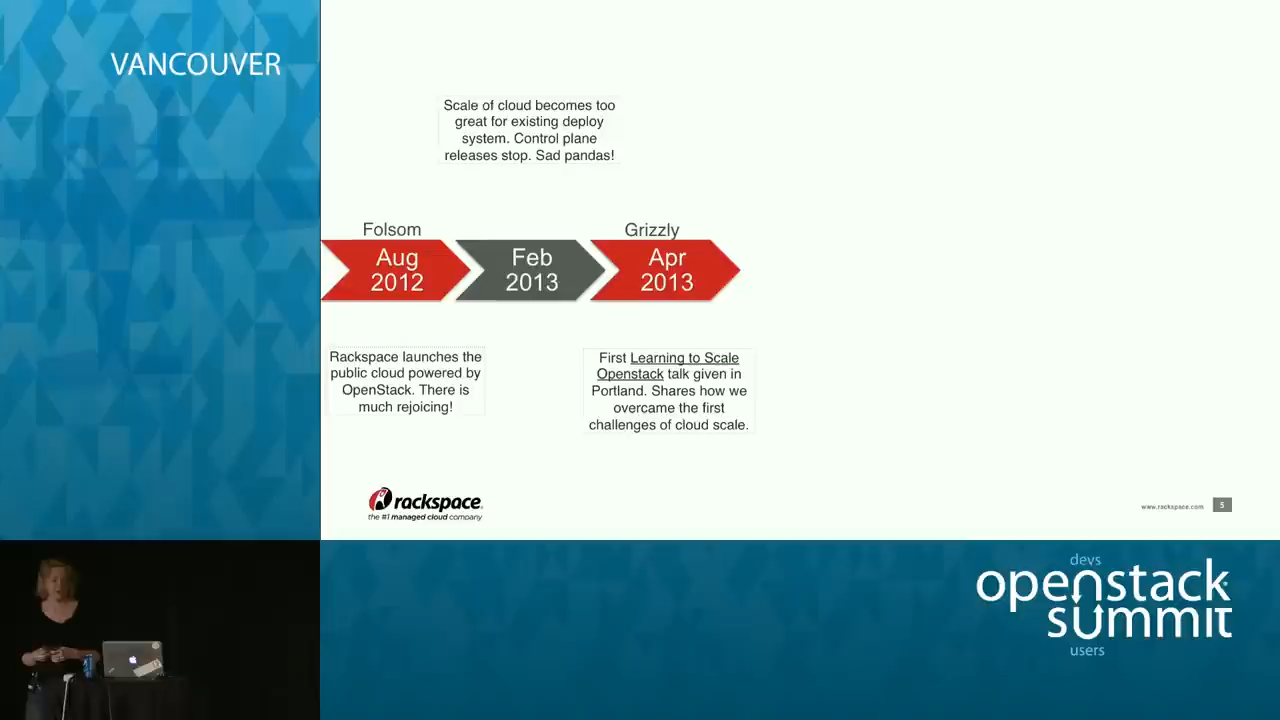 VANCOUVER
Scale of cloud becomes too
great for existing deploy
system. Control plane
releases stop. Sad pandas!
Folsom
Grizzly
Aug
2012
Feb
2013
Apr
2013
Rackspace launches the
public cloud powered by
OpenStack. There is
much rejoicing!
First Learning to Scale
Openstack talk given in
Portland. Shares how we
overcame the first
challenges of cloud scale.
rackspace.
the #1 managed cloud company
www.rackspace.com
5
devs
openstack
summit
users